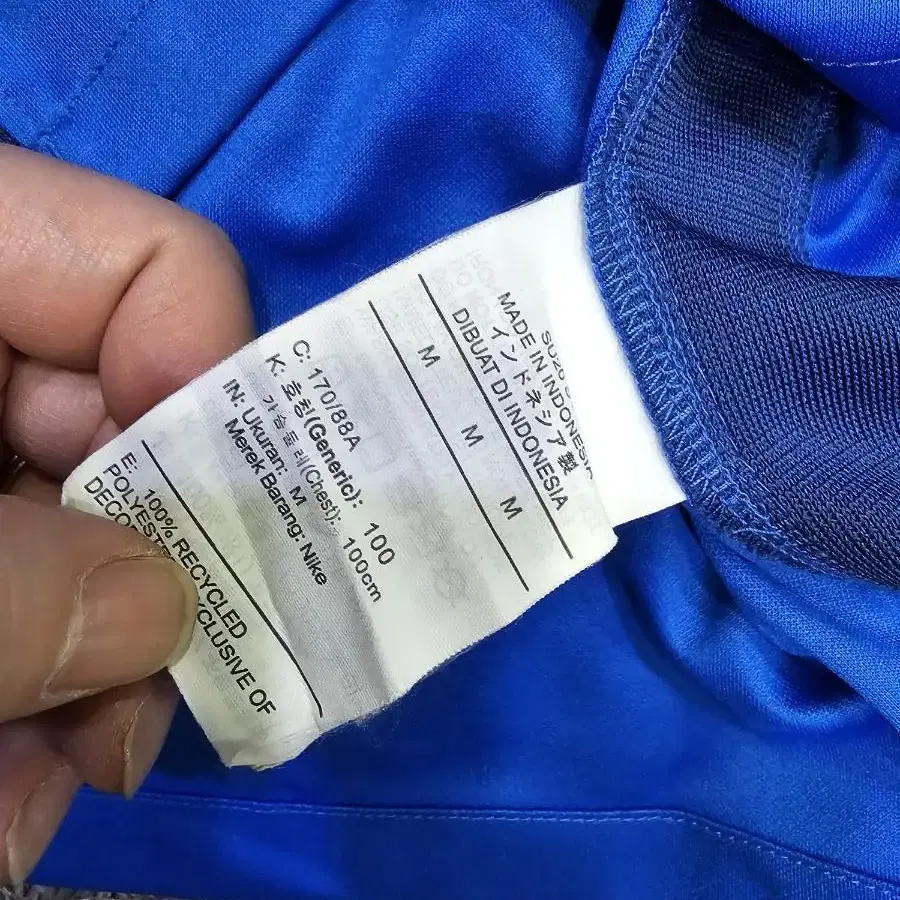 SU20
MADE IN INDONESIA
インドネシア製
DIBUAT DI INDONESIA
M M M
C: 170/88A
K: 호칭(Generic): 100
가슴둘레(Chest): 100cm
IN: Ukuran: M
Merek Barang: Nike
E: 100% RECYCLED
POLYESTER EXCLUSIVE OF